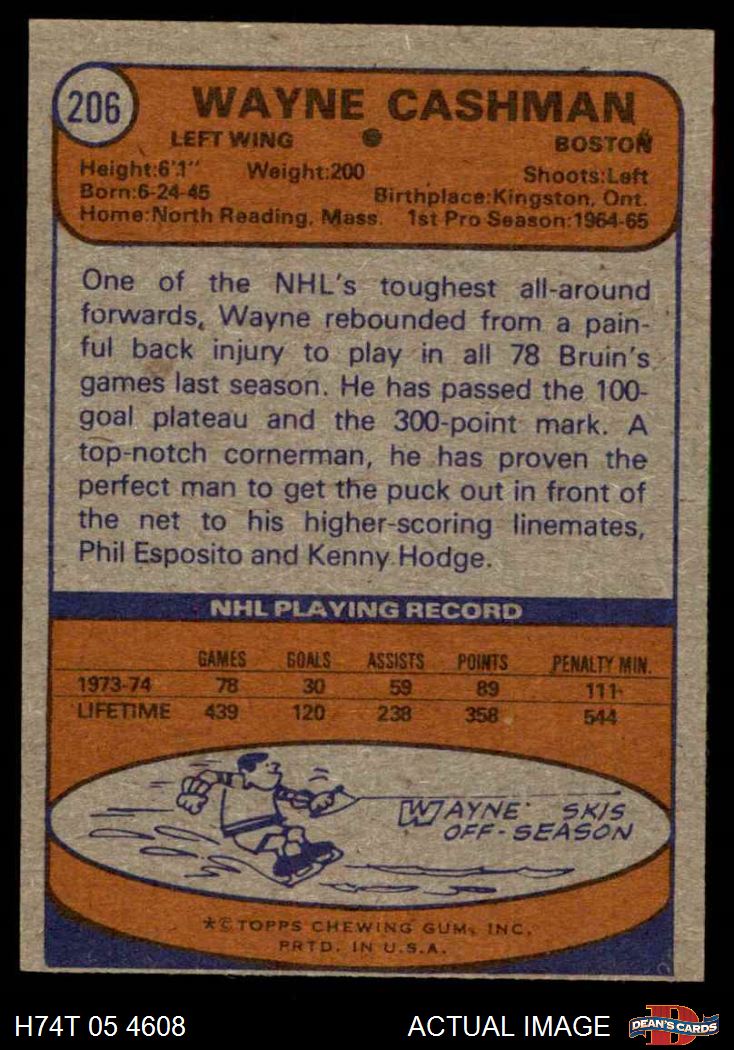 206
WAYNE CASHMAN
LEFT WING ● BOSTON
Height:6'1" Weight:200 Shoots:Left
Born:6-24-45 Birthplace:Kingston, Ont.
Home:North Reading, Mass. 1st Pro Season:1964-65
One of the NHL's toughest all-around
forwards, Wayne rebounded from a pain-
ful back injury to play in all 78 Bruin's
games last season. He has passed the 100-
goal plateau and the 300-point mark. A
top-notch cornerman, he has proven the
perfect man to get the puck out in front of
the net to his higher-scoring linemates,
Phil Esposito and Kenny Hodge.
NHL PLAYING RECORD
GAMES GOALS ASSISTS POINTS PENALTY MIN.
1973-74 78 30 59 89 111
LIFETIME 439 120 238 358 544
WAYNE SKIS
OFF-SEASON
*©TOPPS CHEWING GUM, INC.
PRTD. IN U.S.A.
H74T 05 4608 ACTUAL IMAGE DEAN'S CARDS